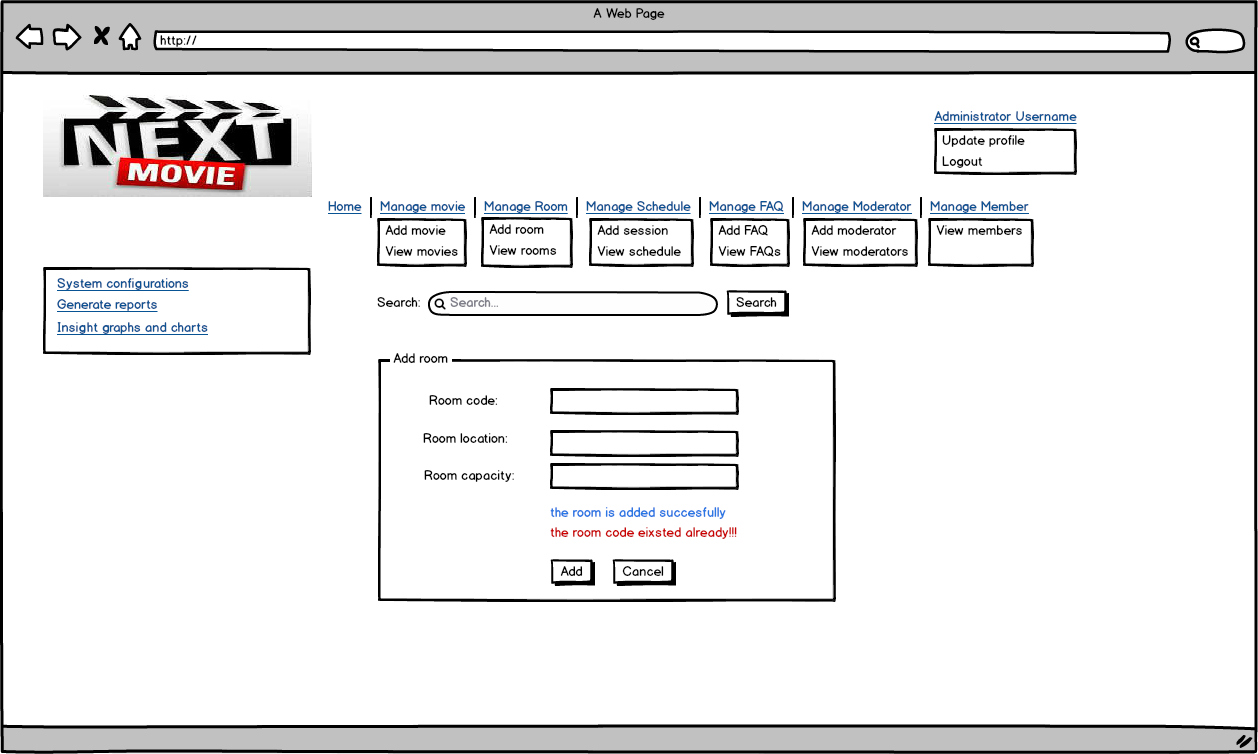 A Web Page
http://
NEXT
MOVIE
Administrator Username
Update profile
Logout
Home Manage movie Manage Room Manage Schedule Manage FAQ Manage Moderator Manage Member
Add movie Add room Add session Add FAQ Add moderator View members
View movies View rooms View schedule View FAQs View moderators
System configurations
Generate reports
Insight graphs and charts
Search: Search... Search
Add room
Room code:
Room location:
Room capacity:
the room is added succesfully
the room code eixsted already!!!
Add Cancel